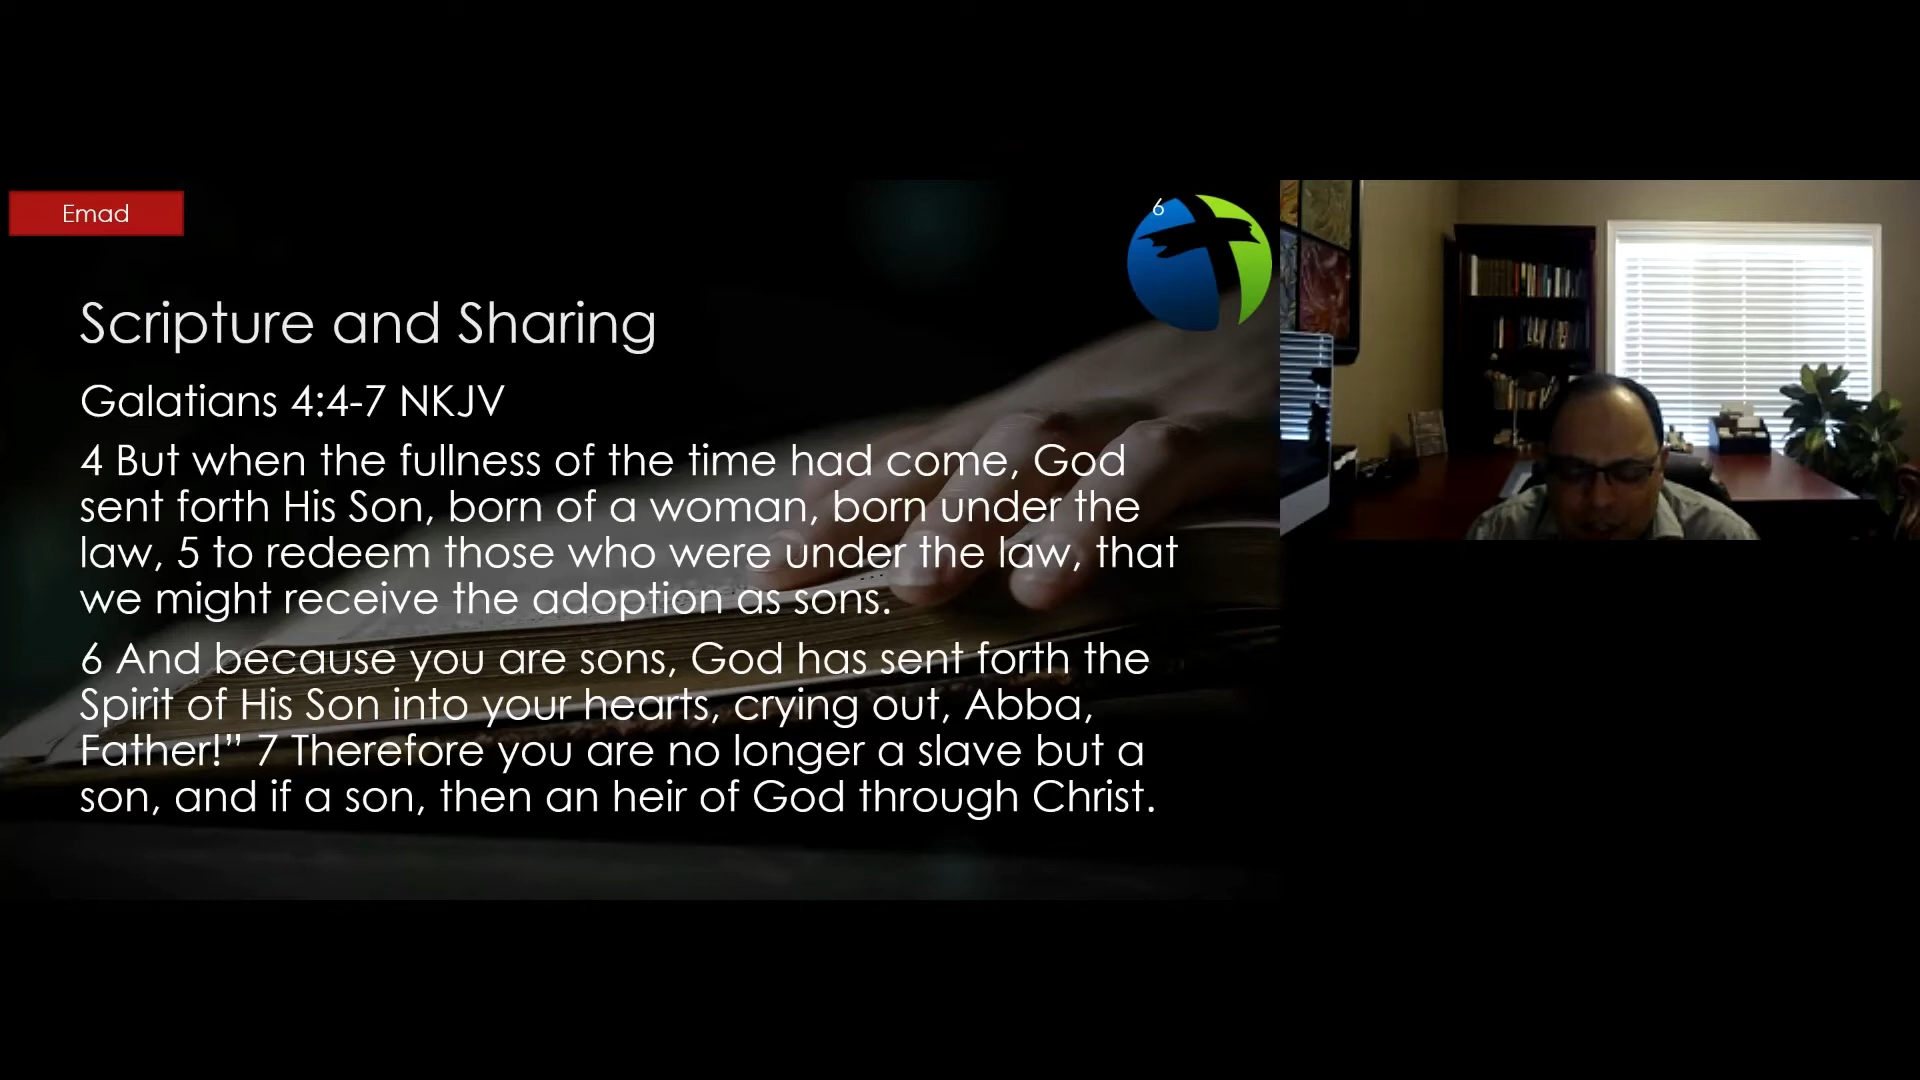 Emad
6
Scripture and Sharing
Galatians 4:4-7 NKJV
4 But when the fullness of the time had come, God
sent forth His Son, born of a woman, born under the
law, 5 to redeem those who were under the law, that
we might receive the adoption as sons.
6 And because you are sons, God has sent forth the
Spirit of His Son into your hearts, crying out, Abba,
Father!” 7 Therefore you are no longer a slave but a
son, and if a son, then an heir of God through Christ.